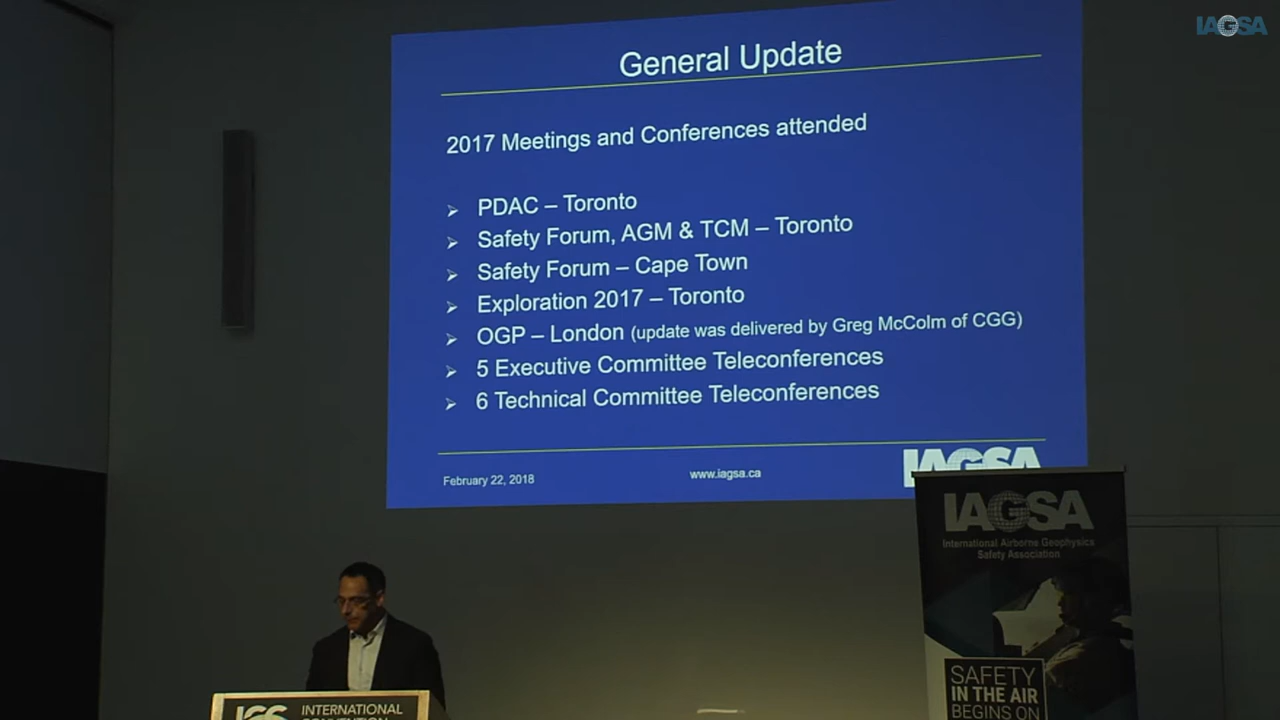 IAGSA
General Update
2017 Meetings and Conferences attended
➢ PDAC – Toronto
➢ Safety Forum, AGM & TCM – Toronto
➢ Safety Forum – Cape Town
➢ Exploration 2017 – Toronto
➢ OGP – London (update was delivered by Greg McColm of CGG)
➢ 5 Executive Committee Teleconferences
➢ 6 Technical Committee Teleconferences
February 22, 2018
www.iagsa.ca
IAGSA
IAGSA
International Airborne Geophysics
Safety Association
SAFETY
IN THE AIR
BEGINS ON
INTERNATIONAL